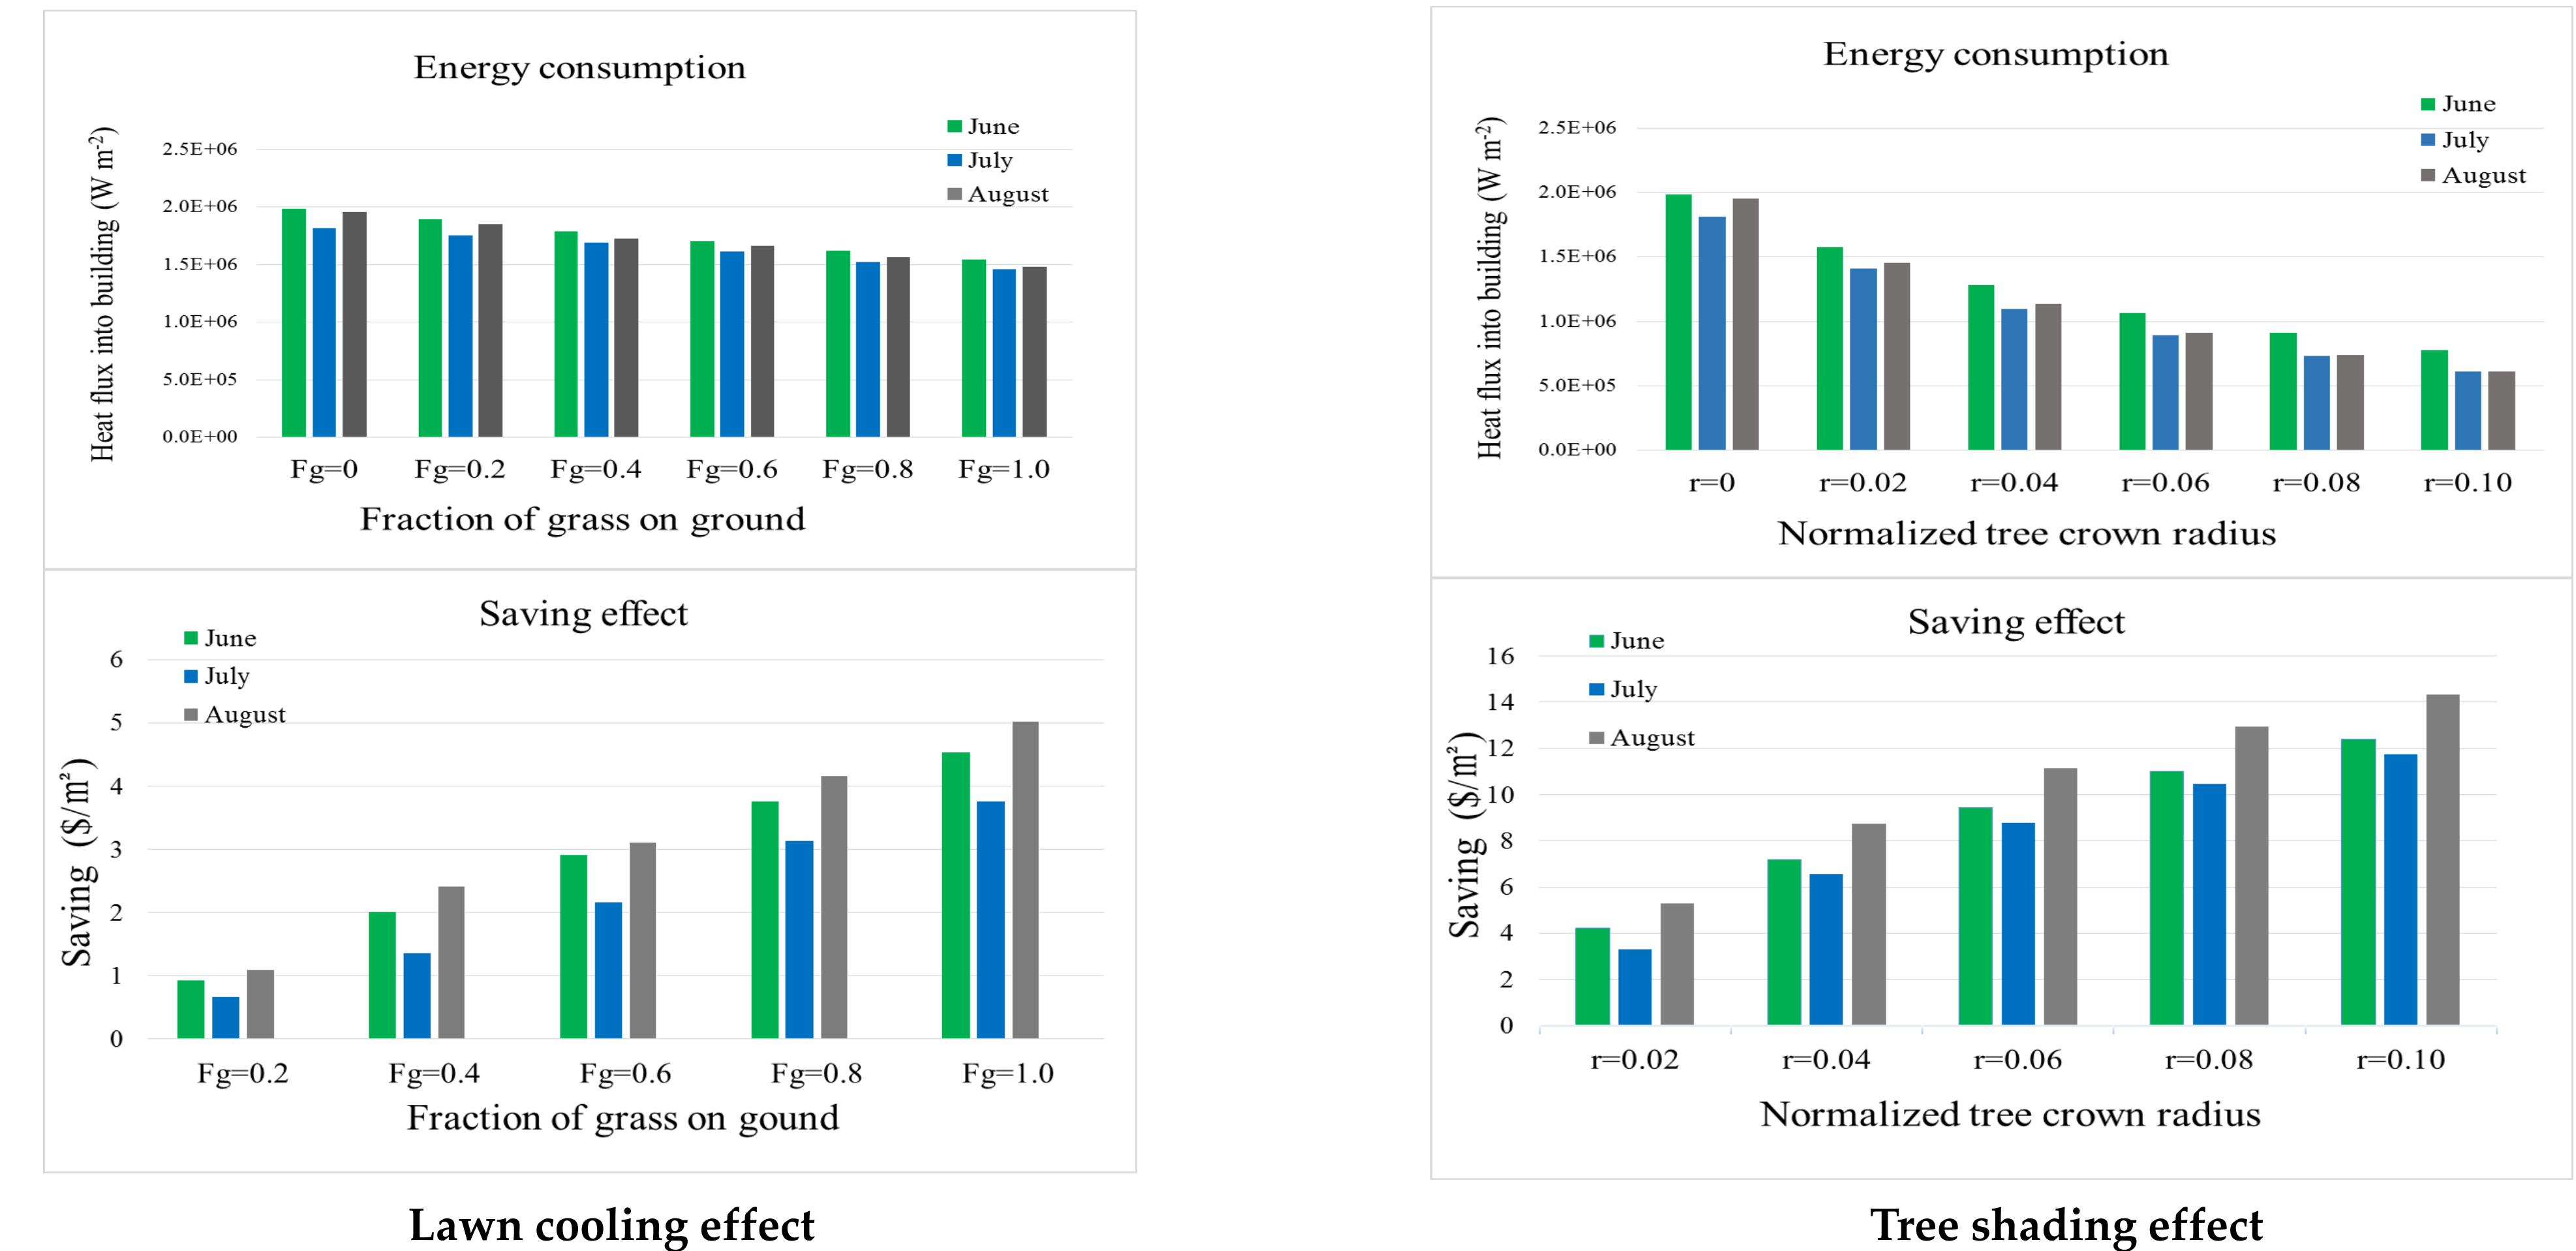 Energy consumption
Heat flux into building (W m-2)
June
July
August
2.5E+06
2.0E+06
1.5E+06
1.0E+06
5.0E+05
0.0E+00
Fg=0 Fg=0.2 Fg=0.4 Fg=0.6 Fg=0.8 Fg=1.0
Fraction of grass on ground
Saving effect
Saving ($/m²)
June
July
August
6
5
4
3
2
1
0
Fg=0.2 Fg=0.4 Fg=0.6 Fg=0.8 Fg=1.0
Fraction of grass on gound
Lawn cooling effect
Energy consumption
Heat flux into building (W m-2)
June
July
August
2.5E+06
2.0E+06
1.5E+06
1.0E+06
5.0E+05
0.0E+00
r=0 r=0.02 r=0.04 r=0.06 r=0.08 r=0.10
Normalized tree crown radius
Saving effect
Saving ($/m²)
June
July
August
16
14
12
10
8
6
4
2
0
r=0.02 r=0.04 r=0.06 r=0.08 r=0.10
Normalized tree crown radius
Tree shading effect